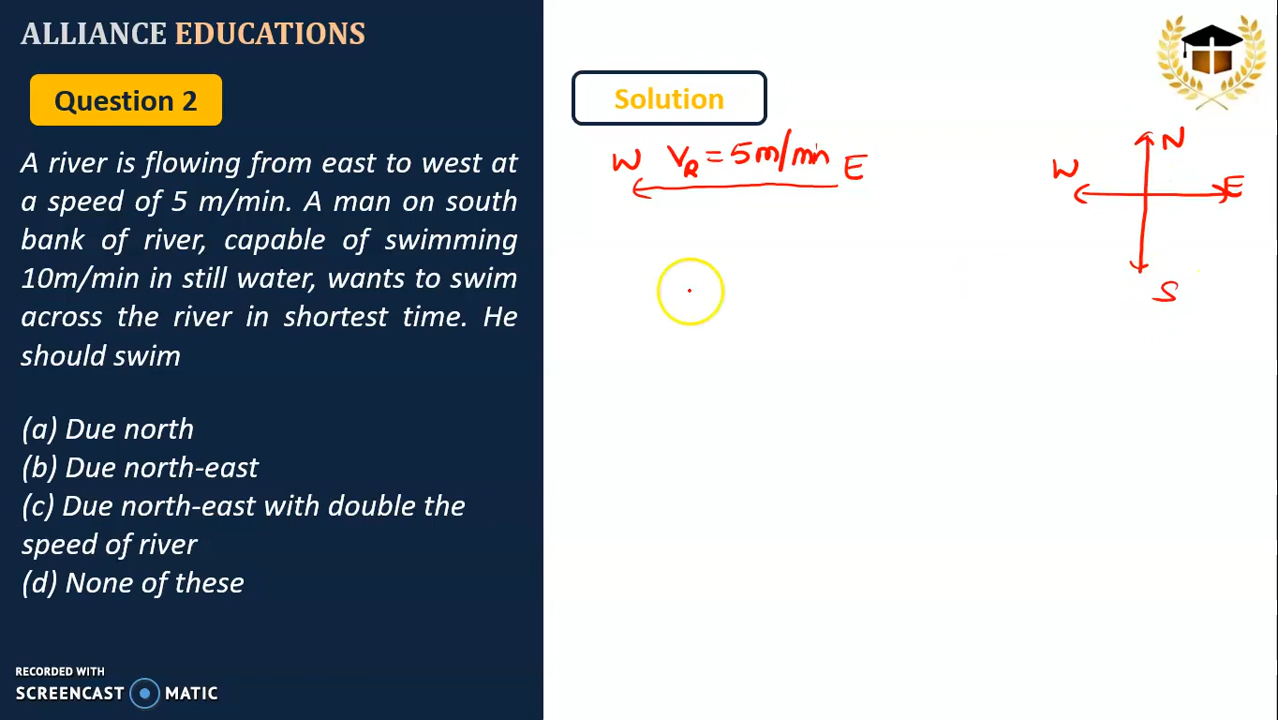 ALLIANCE EDUCATIONS
Question 2
A river is flowing from east to west at
a speed of 5 m/min. A man on south
bank of river, capable of swimming
10m/min in still water, wants to swim
across the river in shortest time. He
should swim
(a) Due north
(b) Due north-east
(c) Due north-east with double the
speed of river
(d) None of these
RECORDED WITH
SCREENCAST MATIC
Solution
W VR = 5m/min E
N
W E
S